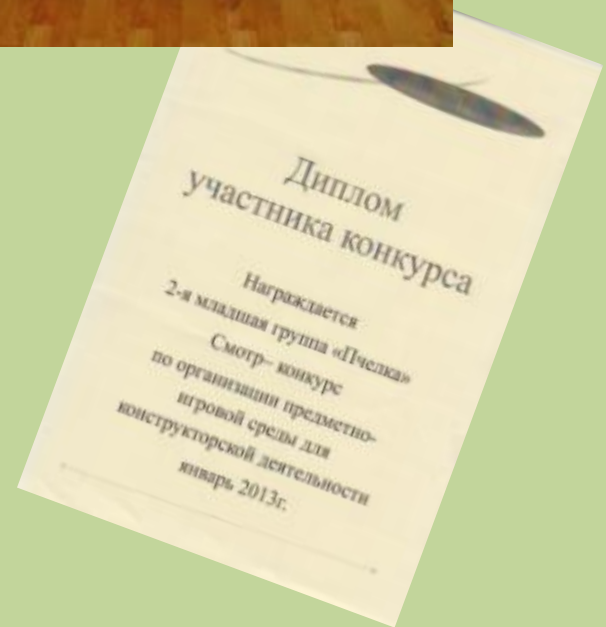 Диплом
участника конкурса
Награждается
2-я младшая группа «Пчелка»
Смотр– конкурс
по организации предметно-
игровой среды для
конструкторской деятельности
январь 2013г.